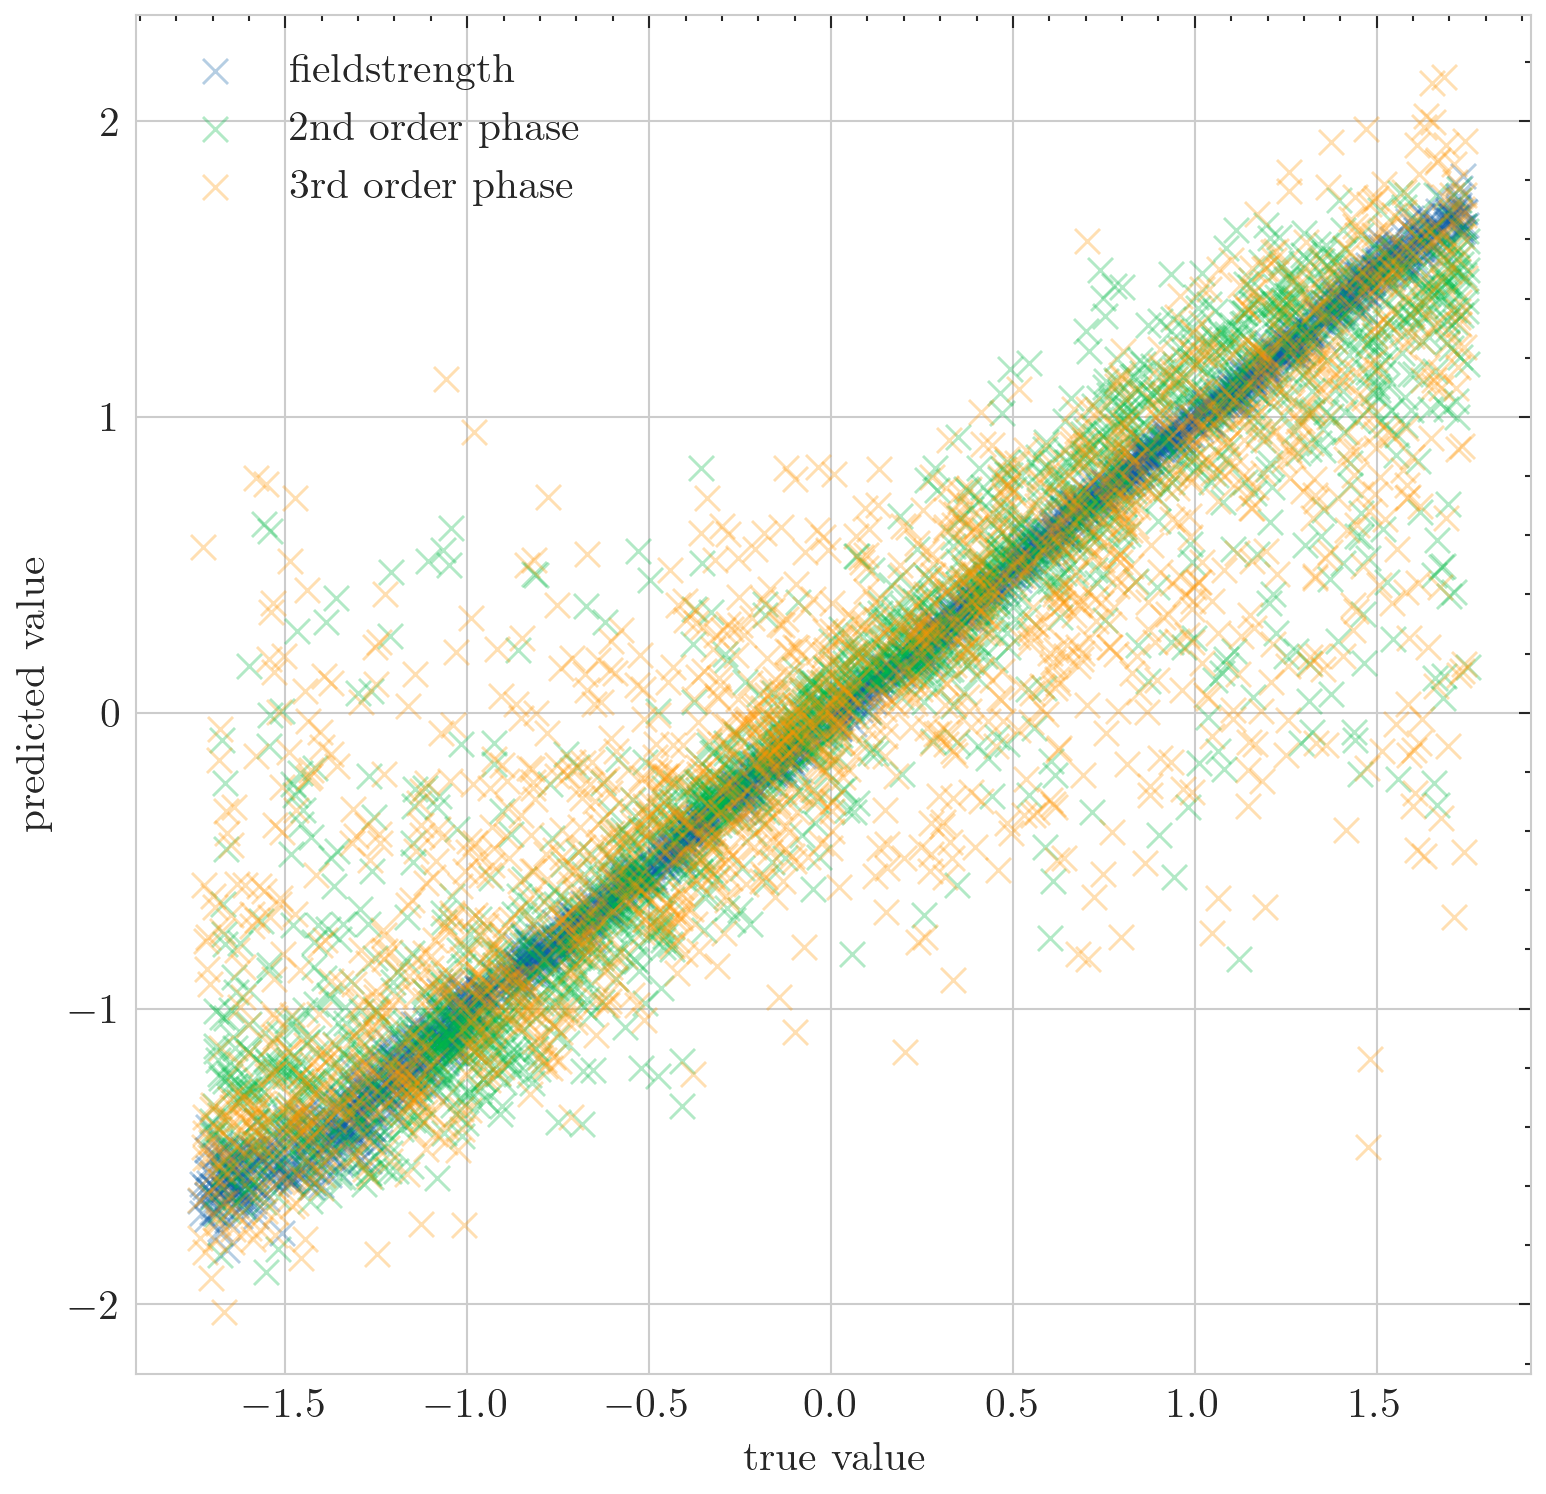 fieldstrength
2nd order phase
3rd order phase
2
1
0
−1
−2
predicted value
−1.5 −1.0 −0.5 0.0 0.5 1.0 1.5
true value